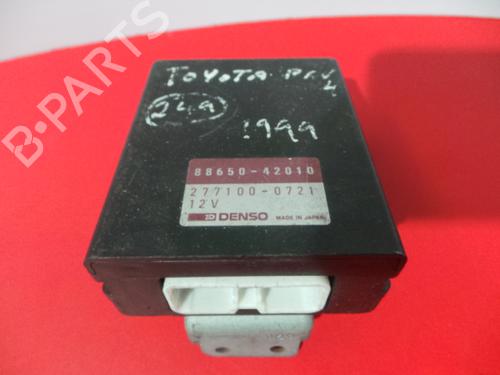 B-PARTS
TOYOTA RAV
4
249
1999
88650-42010
277100-0721
12V
DENSO MADE IN JAPAN